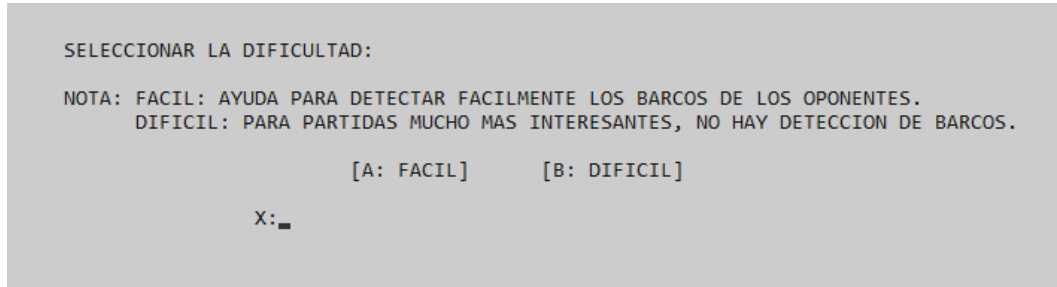 SELECCIONAR LA DIFICULTAD:
NOTA: FACIL: AYUDA PARA DETECTAR FACILMENTE LOS BARCOS DE LOS OPONENTES.
DIFICIL: PARA PARTIDAS MUCHO MAS INTERESANTES, NO HAY DETECCION DE BARCOS.
[A: FACIL] [B: DIFICIL]
X:_